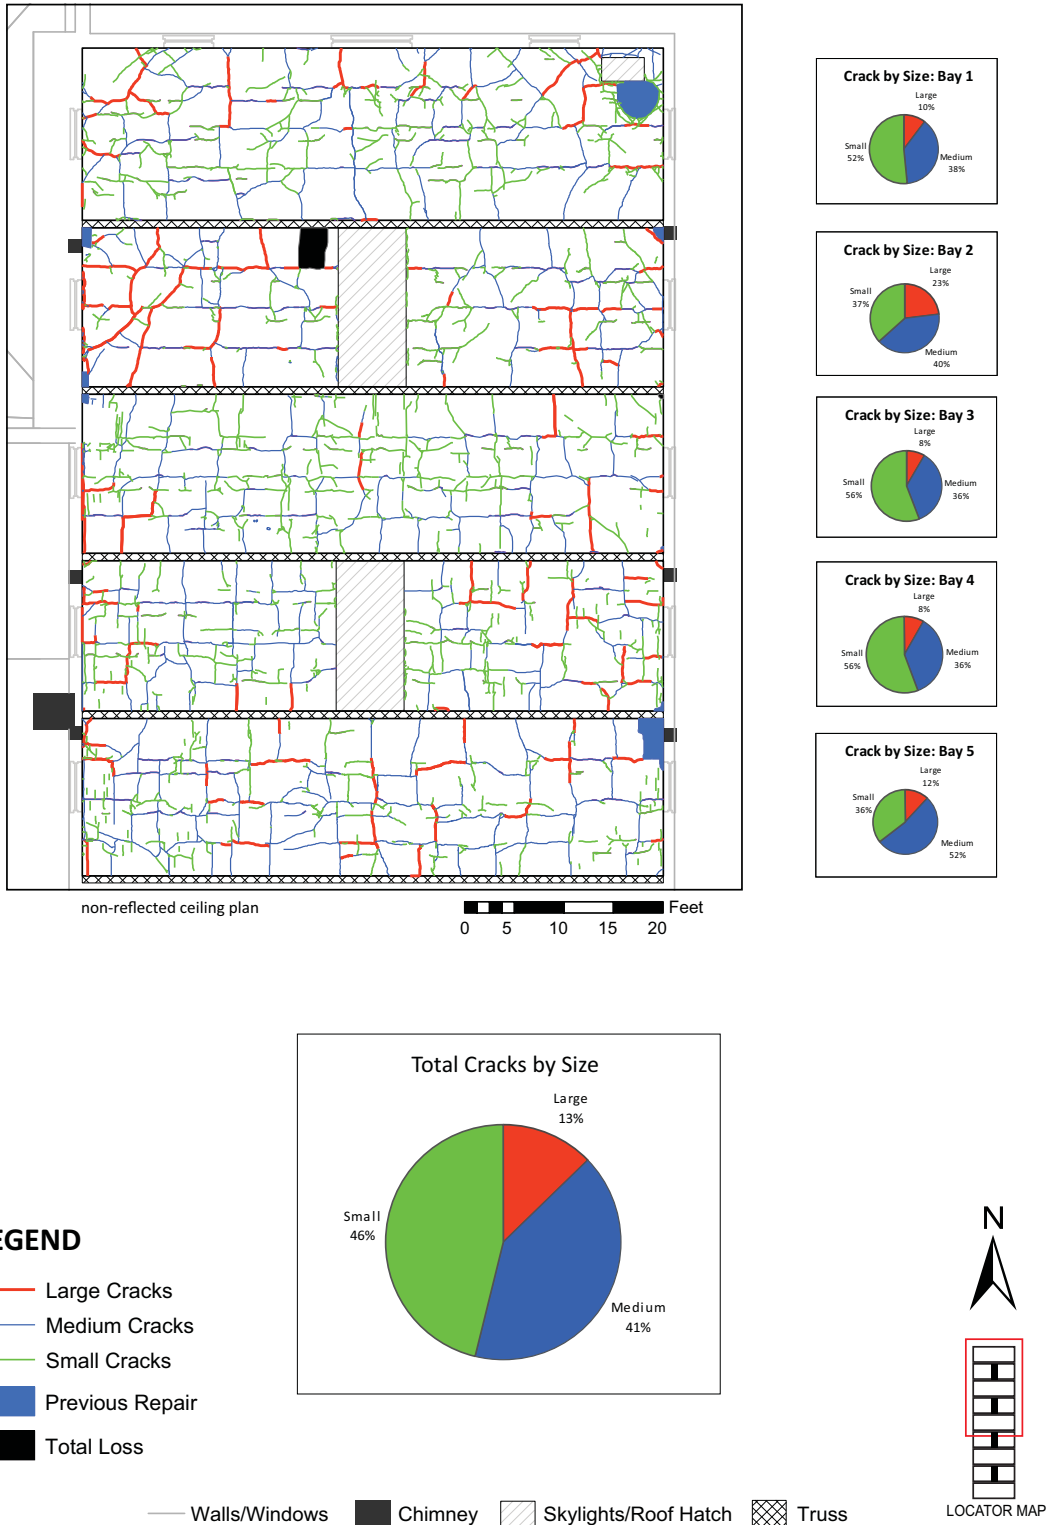 Crack by Size: Bay 1
Large
10%
Small
52%
Medium
38%
Crack by Size: Bay 2
Large
23%
Small
37%
Medium
40%
Crack by Size: Bay 3
Large
8%
Small
56%
Medium
36%
Crack by Size: Bay 4
Large
8%
Small
56%
Medium
36%
Crack by Size: Bay 5
Large
12%
Small
36%
Medium
52%
non-reflected ceiling plan
Feet
0 5 10 15 20
Total Cracks by Size
Large
13%
Small
46%
Medium
41%
EGEND
Large Cracks
Medium Cracks
Small Cracks
Previous Repair
Total Loss
N
LOCATOR MAP
Walls/Windows Chimney Skylights/Roof Hatch Truss